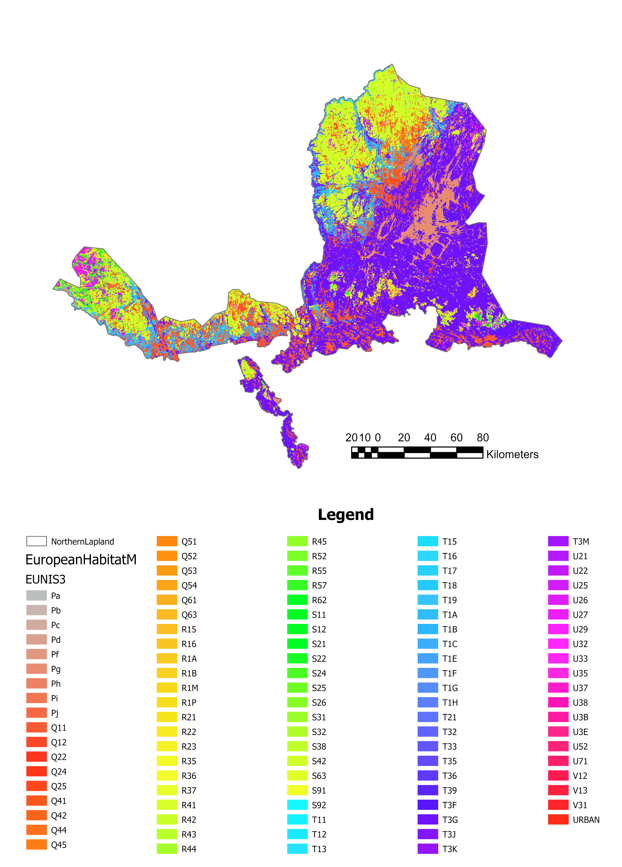 2010 0 20 40 60 80
Kilometers
Legend
NorthernLapland
EuropeanHabitatM
EUNIS3
Pa
Pb
Pc
Pd
Pf
Pg
Ph
Pi
Pj
Q11
Q12
Q22
Q24
Q25
Q41
Q42
Q44
Q45
Q51
Q52
Q53
Q54
Q61
Q63
R15
R16
R1A
R1B
R1M
R1P
R21
R22
R23
R35
R36
R37
R41
R42
R43
R44
R45
R52
R55
R57
R62
S11
S12
S21
S22
S24
S25
S26
S31
S32
S38
S42
S63
S91
S92
T11
T12
T13
T15
T16
T17
T18
T19
T1A
T1B
T1C
T1E
T1F
T1G
T1H
T21
T32
T33
T35
T36
T39
T3F
T3G
T3J
T3K
T3M
U21
U22
U25
U26
U27
U29
U32
U33
U35
U37
U38
U3B
U3E
U52
U71
V12
V13
V31
URBAN